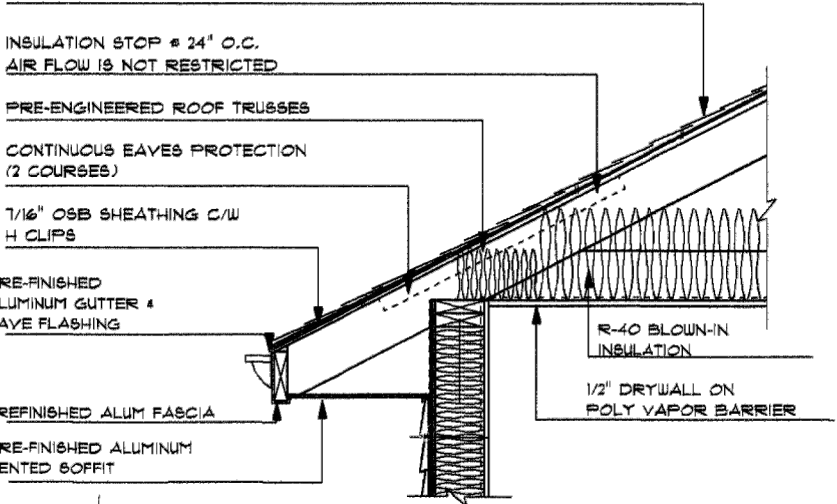 INSULATION STOP @ 24" O.C.
AIR FLOW IS NOT RESTRICTED
PRE-ENGINEERED ROOF TRUSSES
CONTINUOUS EAVES PROTECTION
(2 COURSES)
7/16" OSB SHEATHING C/W
H CLIPS
RE-FINISHED
LUMINUM GUTTER &
AVE FLASHING
REFINISHED ALUM FASCIA
RE-FINISHED ALUMINUM
ENTED SOFFIT
R-40 BLOWN-IN
INSULATION
1/2" DRYWALL ON
POLY VAPOR BARRIER